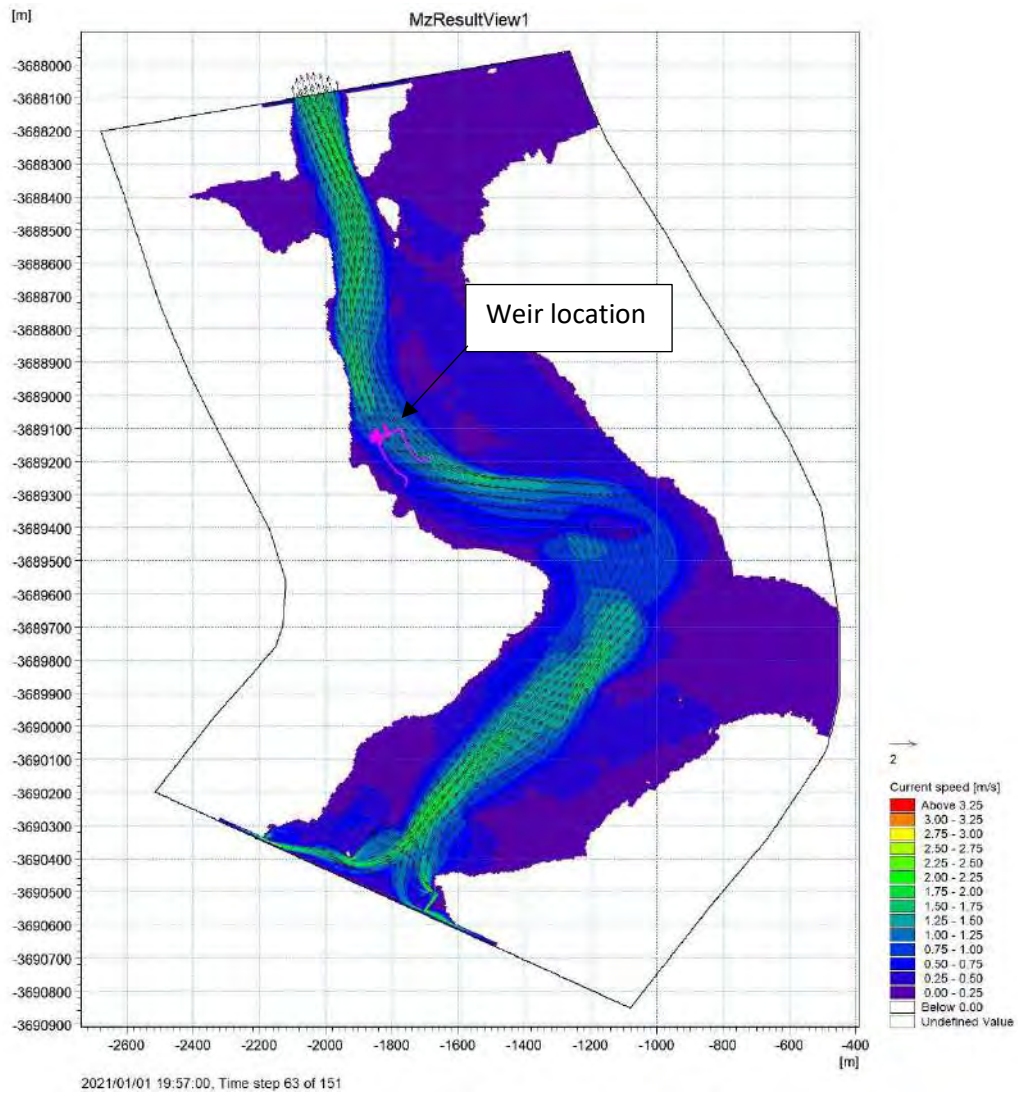 [m]
MzResultView1
-3688000
-3688100
-3688200
-3688300
-3688400
-3688500
-3688600
-3688700
-3688800
-3688900
-3689000
-3689100
-3689200
-3689300
-3689400
-3689500
-3689600
-3689700
-3689800
-3689900
-3690000
-3690100
-3690200
-3690300
-3690400
-3690500
-3690600
-3690700
-3690800
-3690900
Weir location
2
Current speed [m/s]
Above 3.25
3.00 - 3.25
2.75 - 3.00
2.50 - 2.75
2.25 - 2.50
2.00 - 2.25
1.75 - 2.00
1.50 - 1.75
1.25 - 1.50
1.00 - 1.25
0.75 - 1.00
0.50 - 0.75
0.25 - 0.50
0.00 - 0.25
Below 0.00
Undefined Value
-2600 -2400 -2200 -2000 -1800 -1600 -1400 -1200 -1000 -800 -600 -400
[m]
2021/01/01 19:57:00, Time step 63 of 151